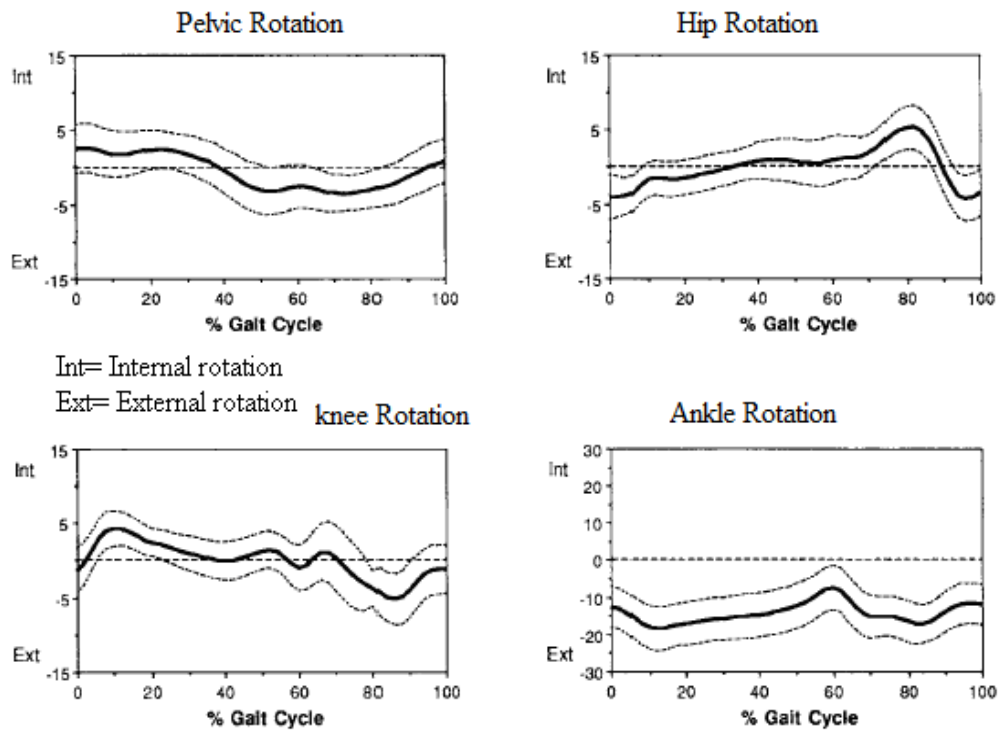 Pelvic Rotation
Hip Rotation
15
Int
5
-5
Ext
-15
0 20 40 60 80 100
% Gait Cycle
15
Int
5
-5
Ext
-15
0 20 40 60 80 100
% Gait Cycle
Int= Internal rotation
Ext= External rotation
knee Rotation
Ankle Rotation
15
Int
5
-5
Ext
-15
0 20 40 60 80 100
% Gait Cycle
30
Int
20
10
0
-10
-20
Ext
-30
0 20 40 60 80 100
% Gait Cycle